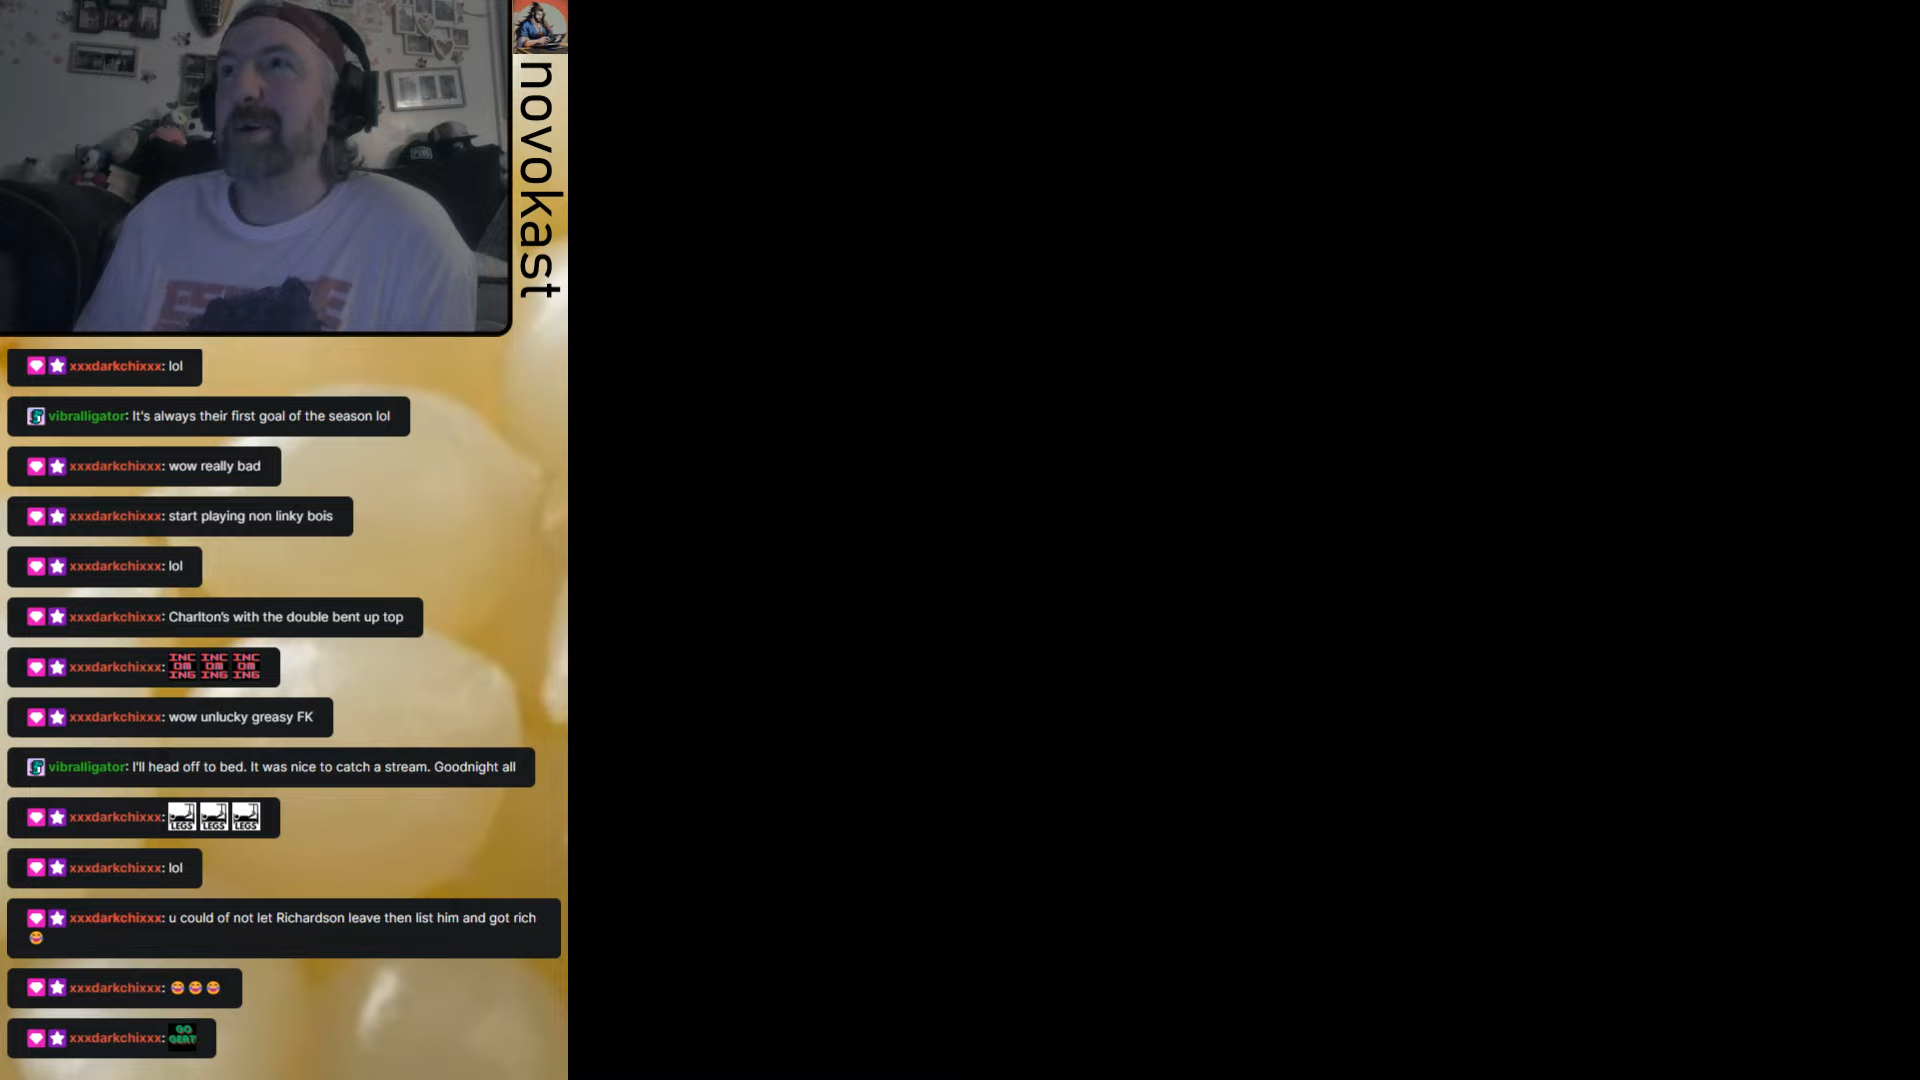 novokast
xxxdarkchixxx: lol
vibralligator: It's always their first goal of the season lol
xxxdarkchixxx: wow really bad
xxxdarkchixxx: start playing non linky bois
xxxdarkchixxx: lol
xxxdarkchixxx: Charlton's with the double bent up top
xxxdarkchixxx: INC OM ING INC OM ING INC OM ING
xxxdarkchixxx: wow unlucky greasy FK
vibralligator: I'll head off to bed. It was nice to catch a stream. Goodnight all
xxxdarkchixxx: LEGS LEGS LEGS
xxxdarkchixxx: lol
xxxdarkchixxx: u could of not let Richardson leave then list him and got rich
😂
xxxdarkchixxx: 😂😂😂
xxxdarkchixxx: GO